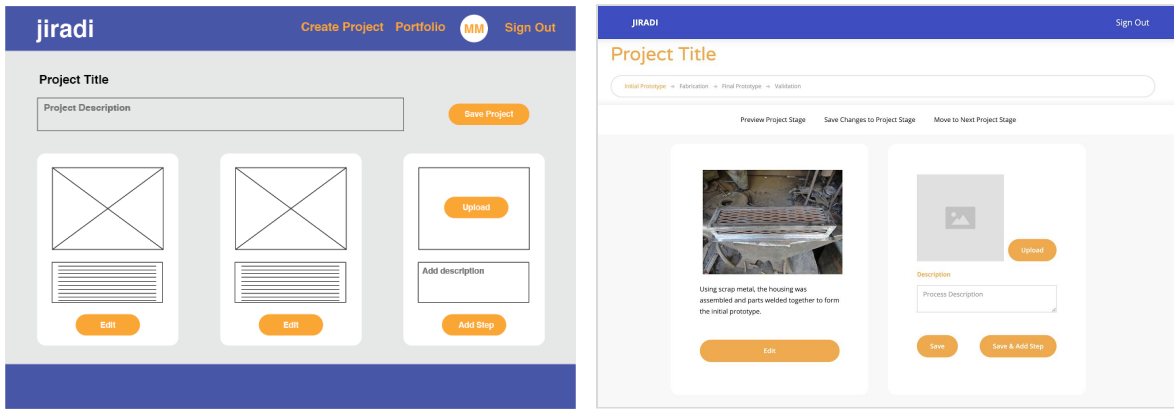 jiradi
Create Project Portfolio MM Sign Out
Project Title
Project Description
Save Project
Upload
Add description
Edit
Edit
Add Step
JIRADI
Sign Out
Project Title
Initial Prototype → Fabrication → Final Prototype → Validation
Preview Project Stage Save Changes to Project Stage Move to Next Project Stage
Using scrap metal, the housing was
assembled and parts welded together to form
the initial prototype.
Edit
Upload
Description
Process Description
Save
Save & Add Step